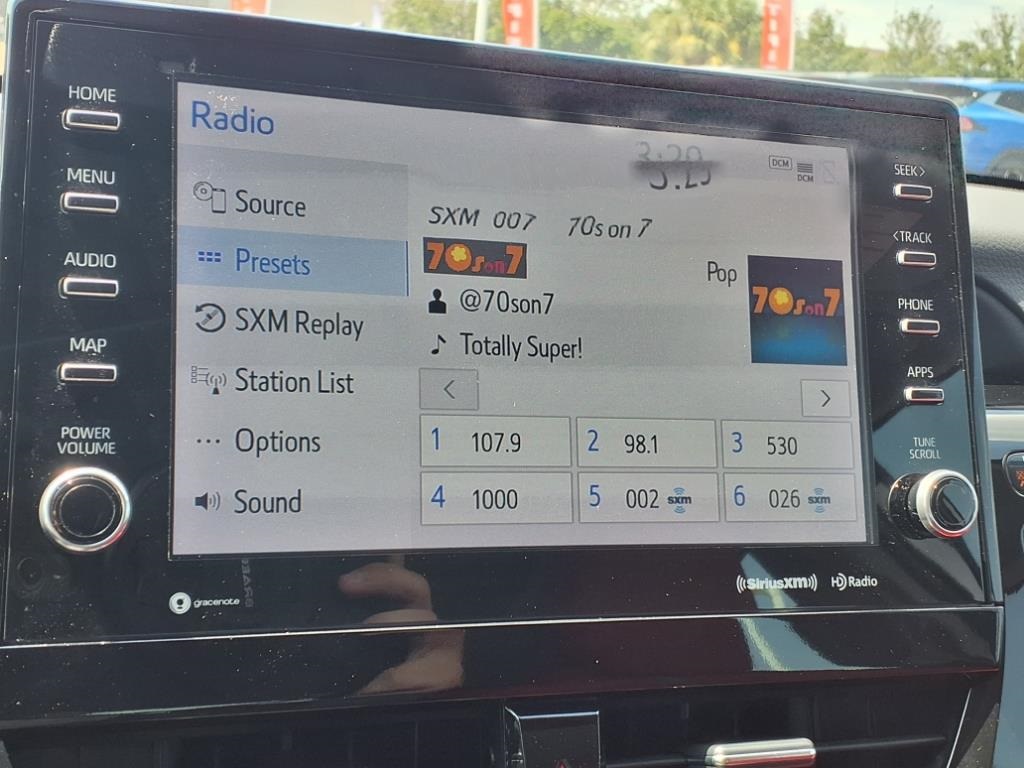 HOME
MENU
AUDIO
MAP
POWER
VOLUME
Radio
3:29
DCM
DCM
Source
Presets
SXM Replay
Station List
Options
Sound
SXM 007 70s on 7
70s on 7
@70son7
Totally Super!
Pop
70s on 7
<
>
1 107.9
2 98.1
3 530
4 1000
5 002 sxm
6 026 sxm
SEEK>
<TRACK
PHONE
APPS
TUNE
SCROLL
gracenote
((SiriusXM))
HD Radio